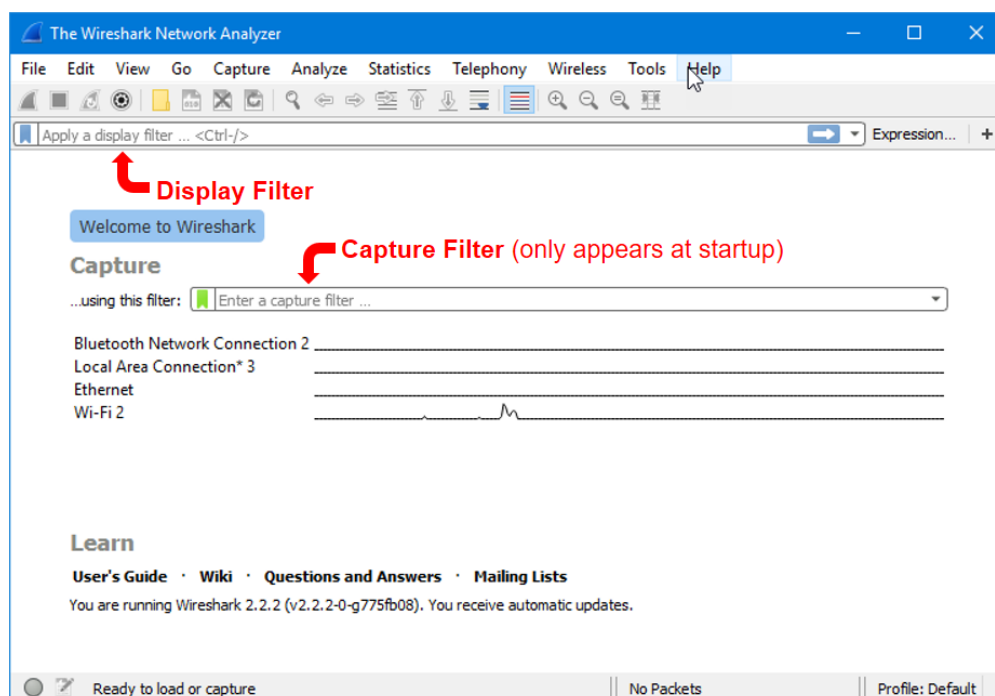 The Wireshark Network Analyzer
File Edit View Go Capture Analyze Statistics Telephony Wireless Tools Help
Apply a display filter ... <Ctrl-/> Expression... +
Display Filter
Welcome to Wireshark
Capture Filter (only appears at startup)
Capture
...using this filter: Enter a capture filter ...
Bluetooth Network Connection 2
Local Area Connection* 3
Ethernet
Wi-Fi 2
Learn
User's Guide · Wiki · Questions and Answers · Mailing Lists
You are running Wireshark 2.2.2 (v2.2.2-0-g775fb08). You receive automatic updates.
Ready to load or capture No Packets Profile: Default